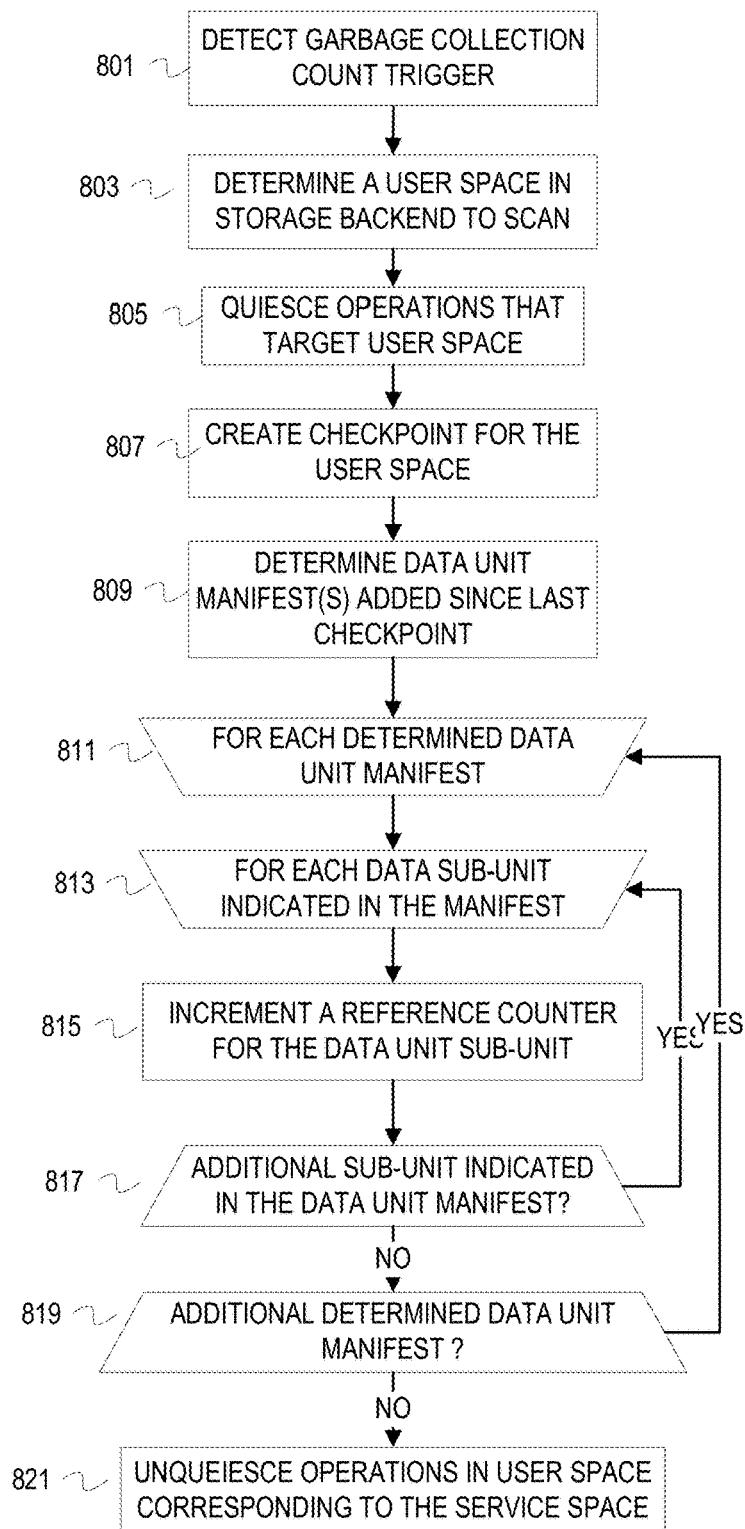 801
DETECT GARBAGE COLLECTION
COUNT TRIGGER
803
DETERMINE A USER SPACE IN
STORAGE BACKEND TO SCAN
805
QUIESCE OPERATIONS THAT
TARGET USER SPACE
807
CREATE CHECKPOINT FOR THE
USER SPACE
809
DETERMINE DATA UNIT
MANIFEST(S) ADDED SINCE LAST
CHECKPOINT
811
FOR EACH DETERMINED DATA
UNIT MANIFEST
813
FOR EACH DATA SUB-UNIT
INDICATED IN THE MANIFEST
815
INCREMENT A REFERENCE COUNTER
FOR THE DATA UNIT SUB-UNIT
YES
YES
817
ADDITIONAL SUB-UNIT INDICATED
IN THE DATA UNIT MANIFEST?
NO
819
ADDITIONAL DETERMINED DATA UNIT
MANIFEST ?
NO
821
UNQUEIESCE OPERATIONS IN USER SPACE
CORRESPONDING TO THE SERVICE SPACE